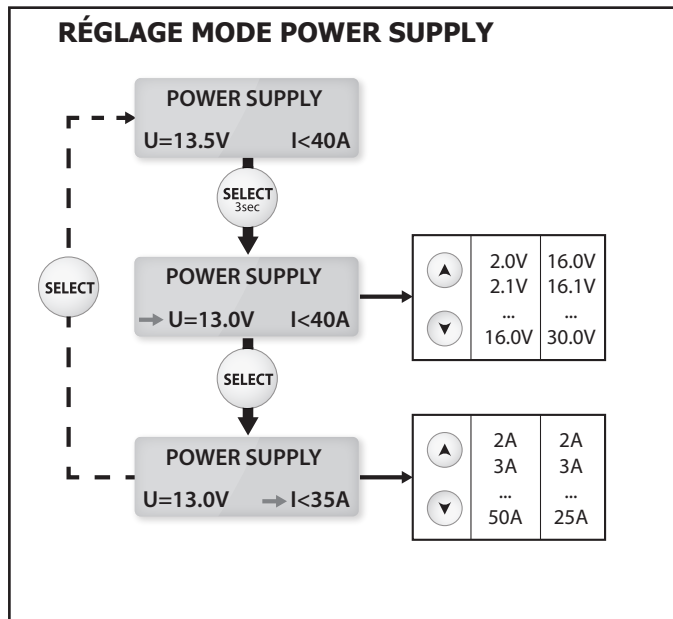 RÉGLAGE MODE POWER SUPPLY
POWER SUPPLY
U=13.5V I<40A
SELECT
3sec
SELECT
POWER SUPPLY
U=13.0V I<40A
2.0V 16.0V
2.1V 16.1V
... ...
16.0V 30.0V
SELECT
POWER SUPPLY
U=13.0V I<35A
2A 2A
3A 3A
... ...
50A 25A